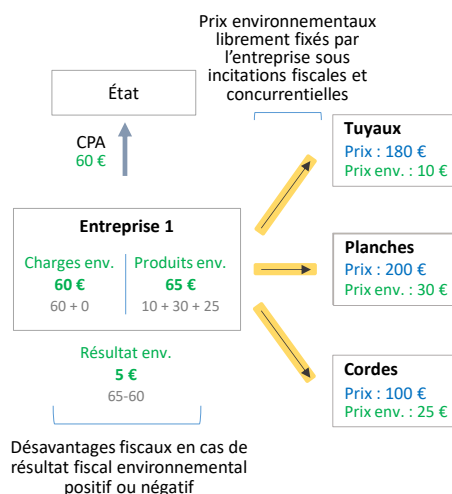 Prix environnementaux
librement fixés par
l'entreprise sous
incitations fiscales et
concurrentielles
État
CPA
60 €
Tuyaux
Prix : 180 €
Prix env. : 10 €
Entreprise 1
Charges env.
60 €
60 + 0
Produits env.
65 €
10 + 30 + 25
Planches
Prix : 200 €
Prix env. : 30 €
Résultat env.
5 €
65-60
Cordes
Prix : 100 €
Prix env. : 25 €
Désavantages fiscaux en cas de
résultat fiscal environnemental
positif ou négatif